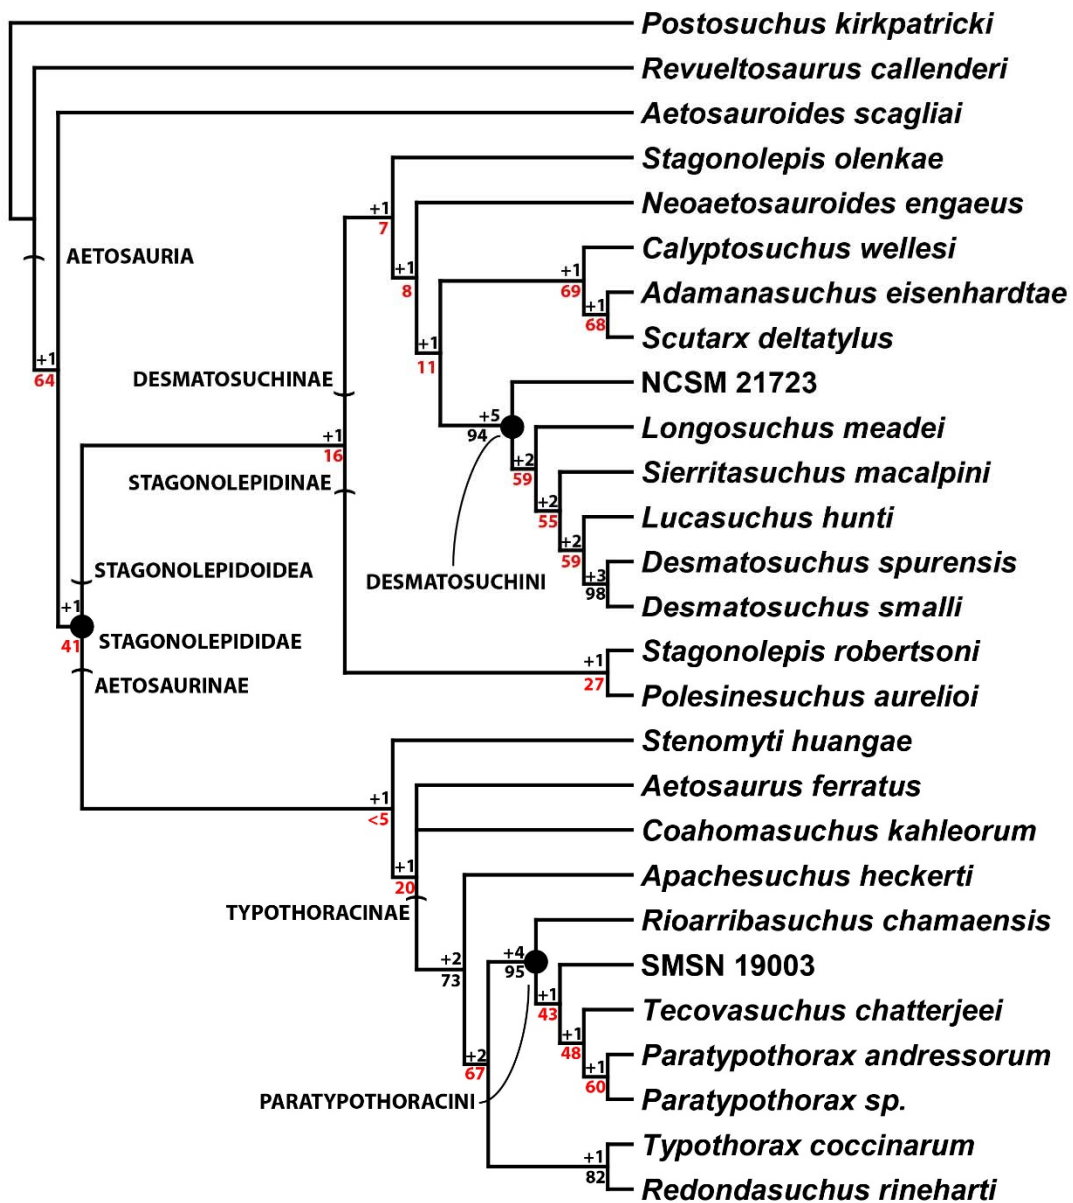 Postosuchus kirkpatricki
Revueltosaurus callenderi
Aetosauroides scagliai
Stagonolepis olenkae
+1
7
Neoaetosauroides engaeus
AETOSAURIA
Calyptosuchus wellesi
+1
8
+1
69
Adamanasuchus eisenhardtae
+1
68
Scutarx deltatylus
+1
11
+1
64
DESMATOSUCHINAE
NCSM 21723
+5
94
Longosuchus meadei
+1
16
+2
59
Sierritasuchus macalpini
STAGONOLEPIDINAE
+2
55
Lucasuchus hunti
+2
59
STAGONOLEPIDOIDEA
DESMATOSUCHINI
Desmatosuchus spurensis
+3
98
Desmatosuchus smalli
+1
41
STAGONOLEPIDIDAE
Stagonolepis robertsoni
+1
27
AETOSAURINAE
Polesinesuchus aurelioi
Stenomyti huangae
Aetosaurus ferratus
+1
<5
Coahomasuchus kahleorum
+1
20
Apachesuchus heckerti
TYPOTHORACINAE
Rioarribasuchus chamaensis
+2
73
+4
95
SMSN 19003
+1
43
Tecovasuchus chatterjeei
+1
48
Paratypothorax andressorum
+2
67
+1
60
PARATYPOTHORACINI
Paratypothorax sp.
Typothorax coccinarum
+1
82
Redondasuchus rineharti